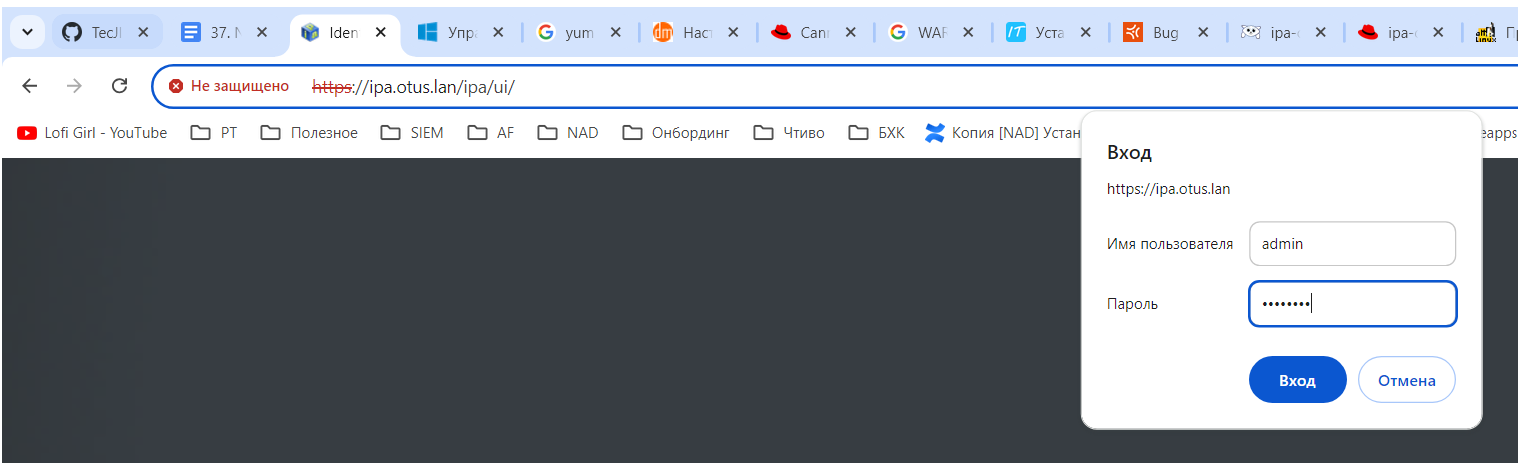 TecJI 37. N Iden Упра yum Наст Cann WAR Уста Bug ipa-c ipa-c
Не защищено https://ipa.otus.lan/ipa/ui/
Lofi Girl - YouTube PT Полезное SIEM AF NAD Онбординг Чтиво БХК Копия [NAD] Устан eapps
Вход
https://ipa.otus.lan
Имя пользователя admin
Пароль ••••••••
Вход Отмена